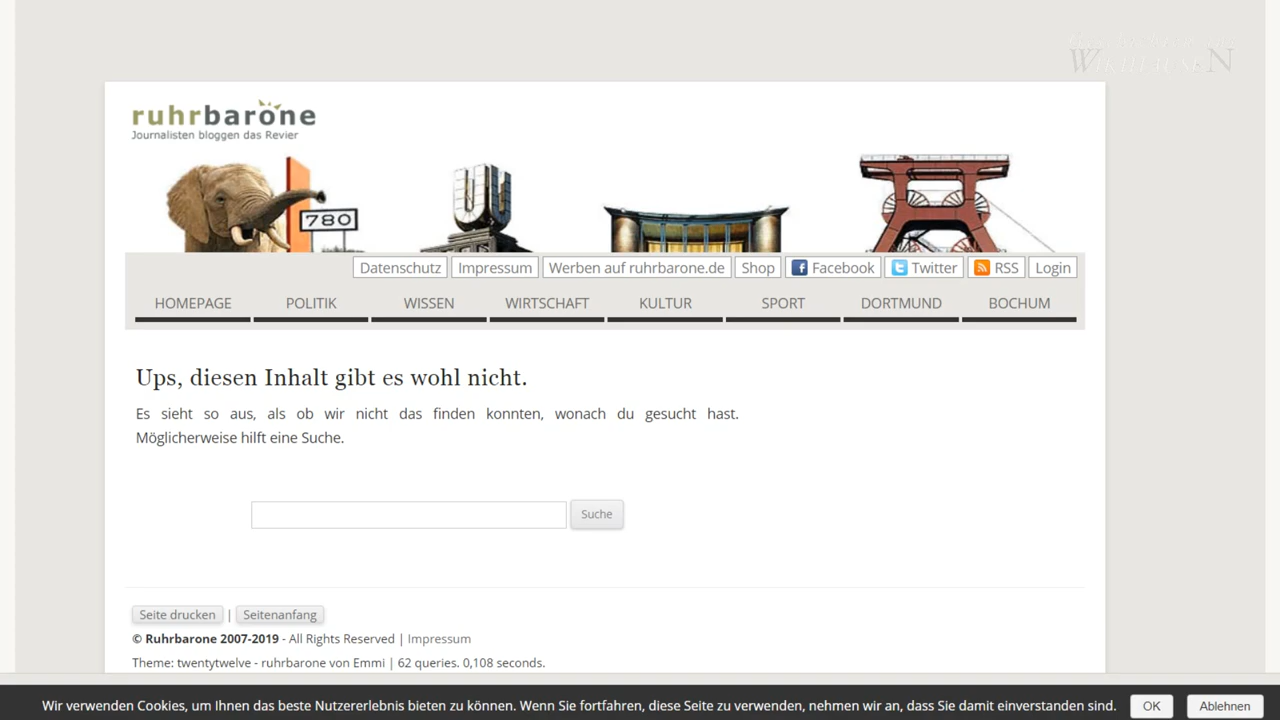 WIKIHAUSEN
ruhrbarone
Journalisten bloggen das Revier
780
Datenschutz Impressum Werben auf ruhrbarone.de Shop Facebook Twitter RSS Login
HOMEPAGE POLITIK WISSEN WIRTSCHAFT KULTUR SPORT DORTMUND BOCHUM
Ups, diesen Inhalt gibt es wohl nicht.
Es sieht so aus, als ob wir nicht das finden konnten, wonach du gesucht hast.
Möglicherweise hilft eine Suche.
Suche
Seite drucken | Seitenanfang
© Ruhrbarone 2007-2019 - All Rights Reserved | Impressum
Theme: twentytwelve - ruhrbarone von Emmi | 62 queries. 0,108 seconds.
Wir verwenden Cookies, um Ihnen das beste Nutzererlebnis bieten zu können. Wenn Sie fortfahren, diese Seite zu verwenden, nehmen wir an, dass Sie damit einverstanden sind. OK Ablehnen